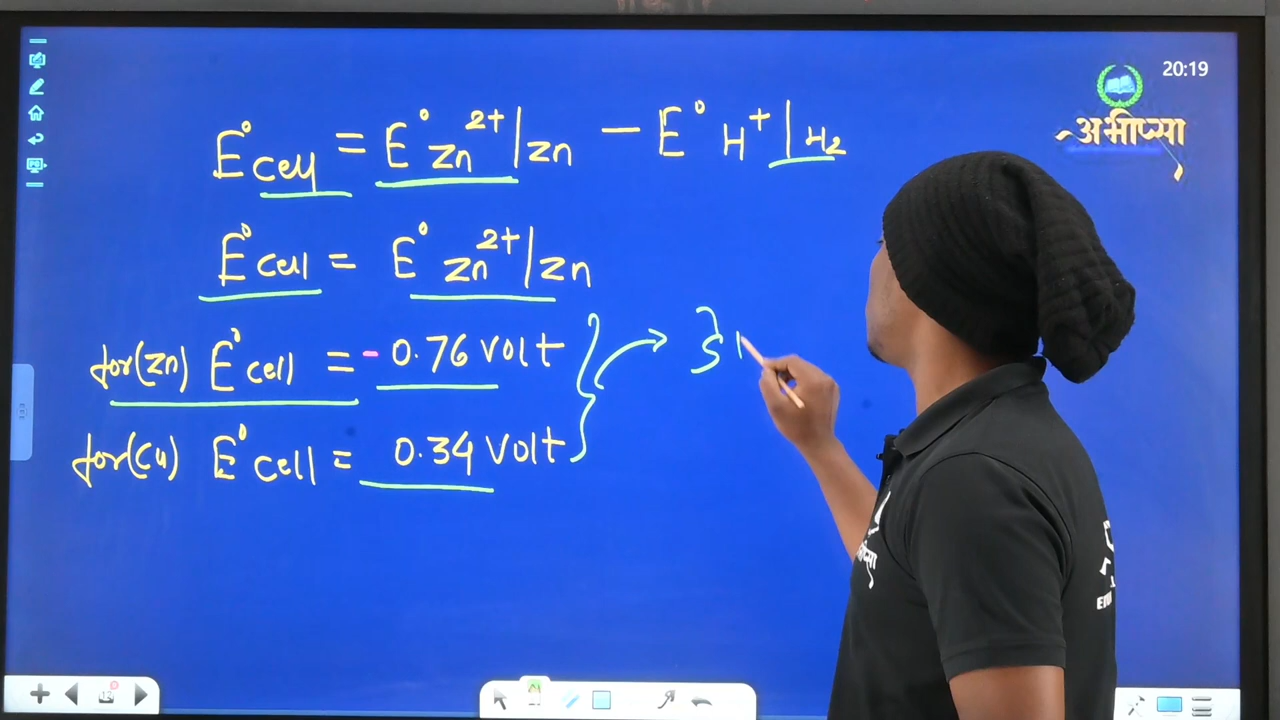 20:19
अभीप्सा
E° cell = E° Zn²⁺|Zn − E° H⁺|H₂
E° cell = E° Zn²⁺|Zn
for(Zn) E° cell = - 0.76 volt
for(Cu) E° cell = 0.34 volt